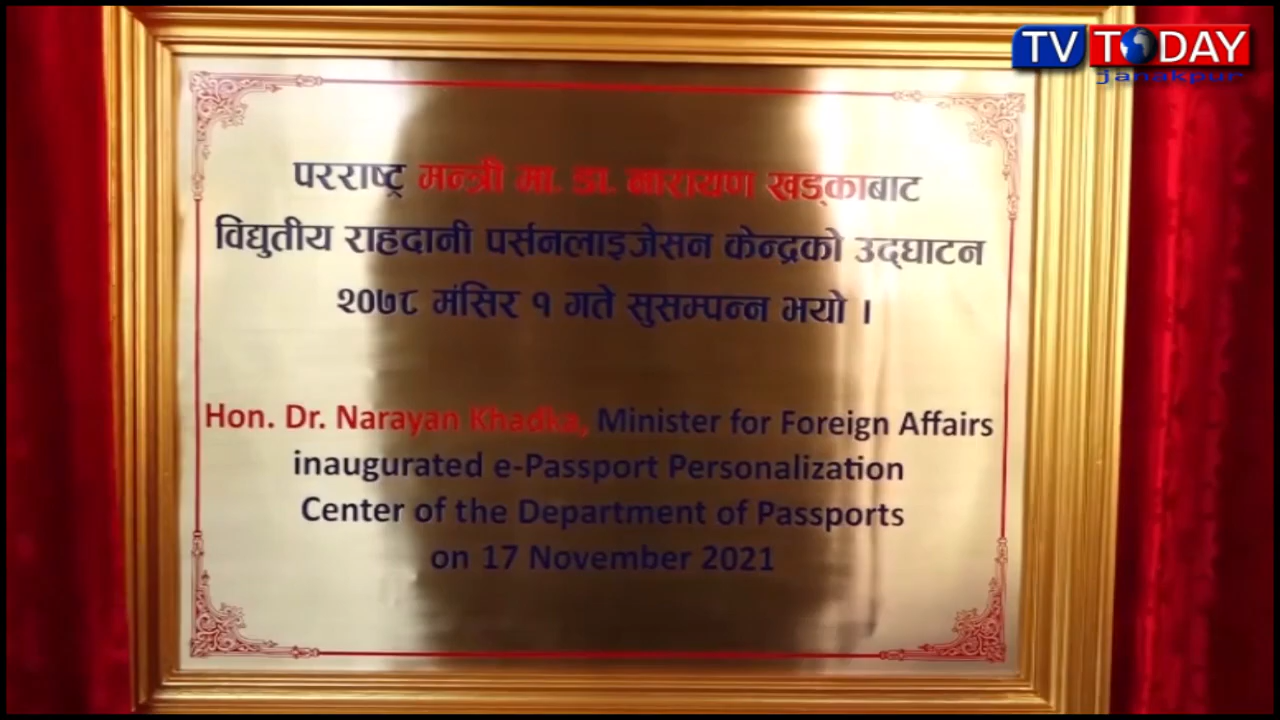 TV TODAY
janakpur
परराष्ट्र मन्त्री मा. डा. नारायण खड्काबाट
विद्युतीय राहदानी पर्सनलाइजेसन केन्द्रको उद्घाटन
२०७८ मंसिर १ गते सुसम्पन्न भयो ।
Hon. Dr. Narayan Khadka, Minister for Foreign Affairs
inaugurated e-Passport Personalization
Center of the Department of Passports
on 17 November 2021